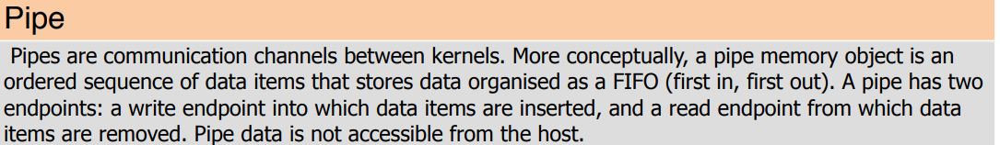 Pipe
Pipes are communication channels between kernels. More conceptually, a pipe memory object is an
ordered sequence of data items that stores data organised as a FIFO (first in, first out). A pipe has two
endpoints: a write endpoint into which data items are inserted, and a read endpoint from which data
items are removed. Pipe data is not accessible from the host.